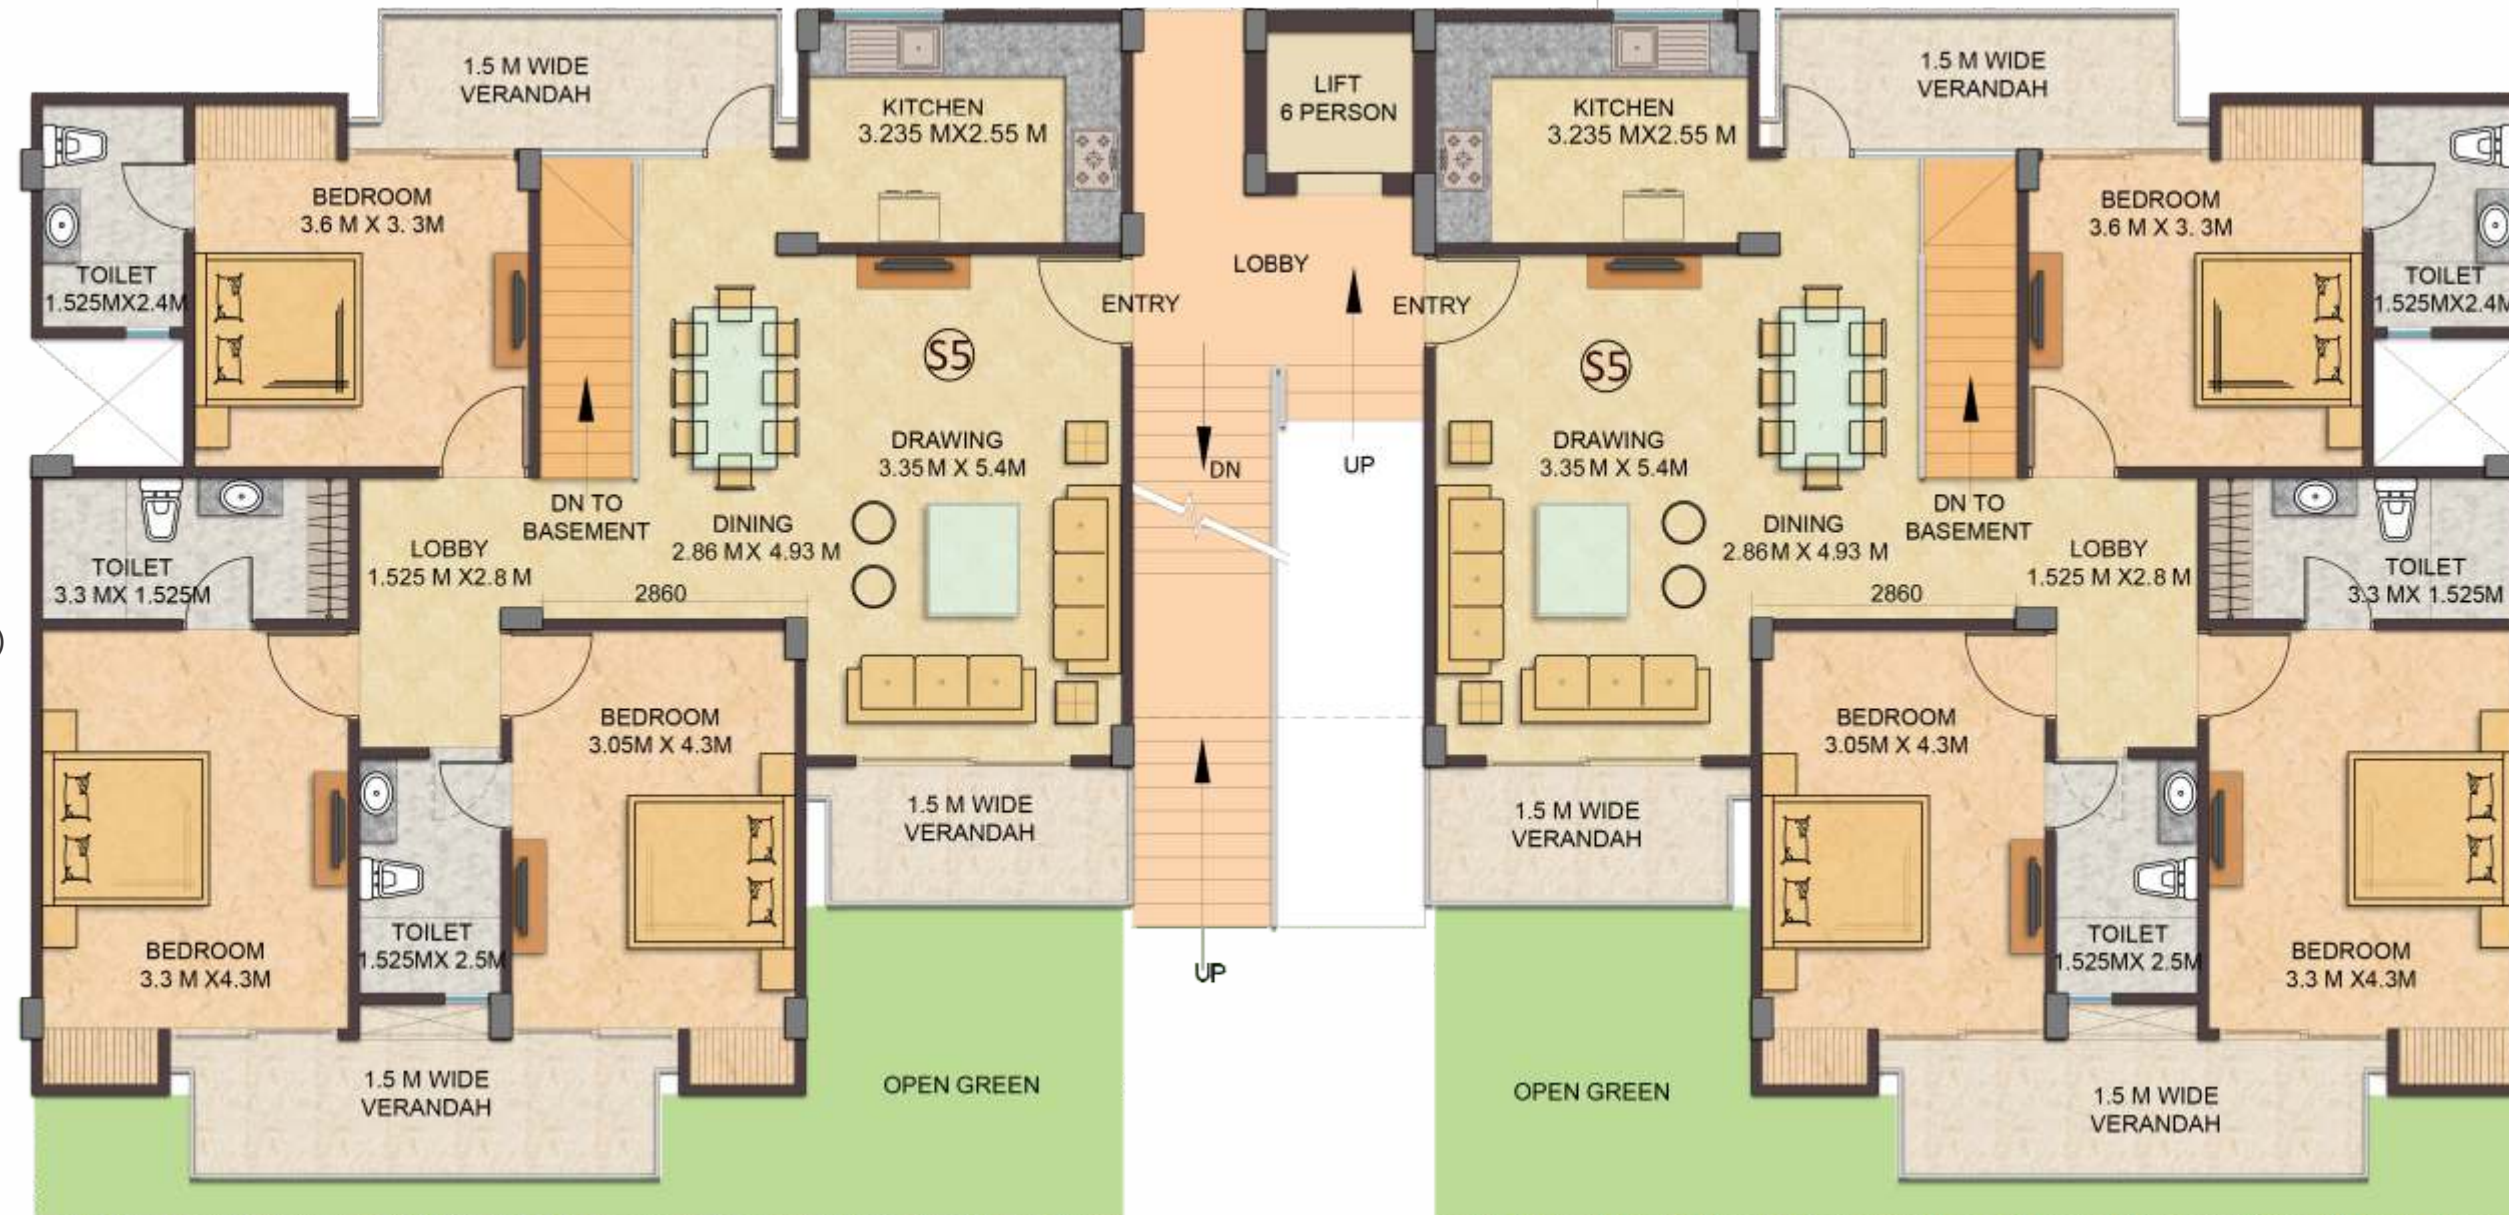 1.5 M WIDE
VERANDAH
KITCHEN
3.235 MX2.55 M
LIFT
6 PERSON
KITCHEN
3.235 MX2.55 M
1.5 M WIDE
VERANDAH
BEDROOM
3.6 M X 3. 3M
TOILET
1.525MX2.4M
LOBBY
ENTRY
ENTRY
BEDROOM
3.6 M X 3. 3M
TOILET
1.525MX2.4M
S5
S5
DRAWING
3.35 M X 5.4M
DN
UP
DRAWING
3.35 M X 5.4M
DN TO
BASEMENT
DINING
2.86 MX 4.93 M
LOBBY
1.525 M X2.8 M
TOILET
3.3 MX 1.525M
2860
DINING
2.86M X 4.93 M
DN TO
BASEMENT
LOBBY
1.525 M X2.8 M
TOILET
3.3 MX 1.525M
2860
)
BEDROOM
3.05M X 4.3M
BEDROOM
3.05M X 4.3M
1.5 M WIDE
VERANDAH
1.5 M WIDE
VERANDAH
BEDROOM
3.3 M X4.3M
TOILET
1.525MX 2.5M
UP
TOILET
1.525MX 2.5M
BEDROOM
3.3 M X4.3M
1.5 M WIDE
VERANDAH
OPEN GREEN
OPEN GREEN
1.5 M WIDE
VERANDAH